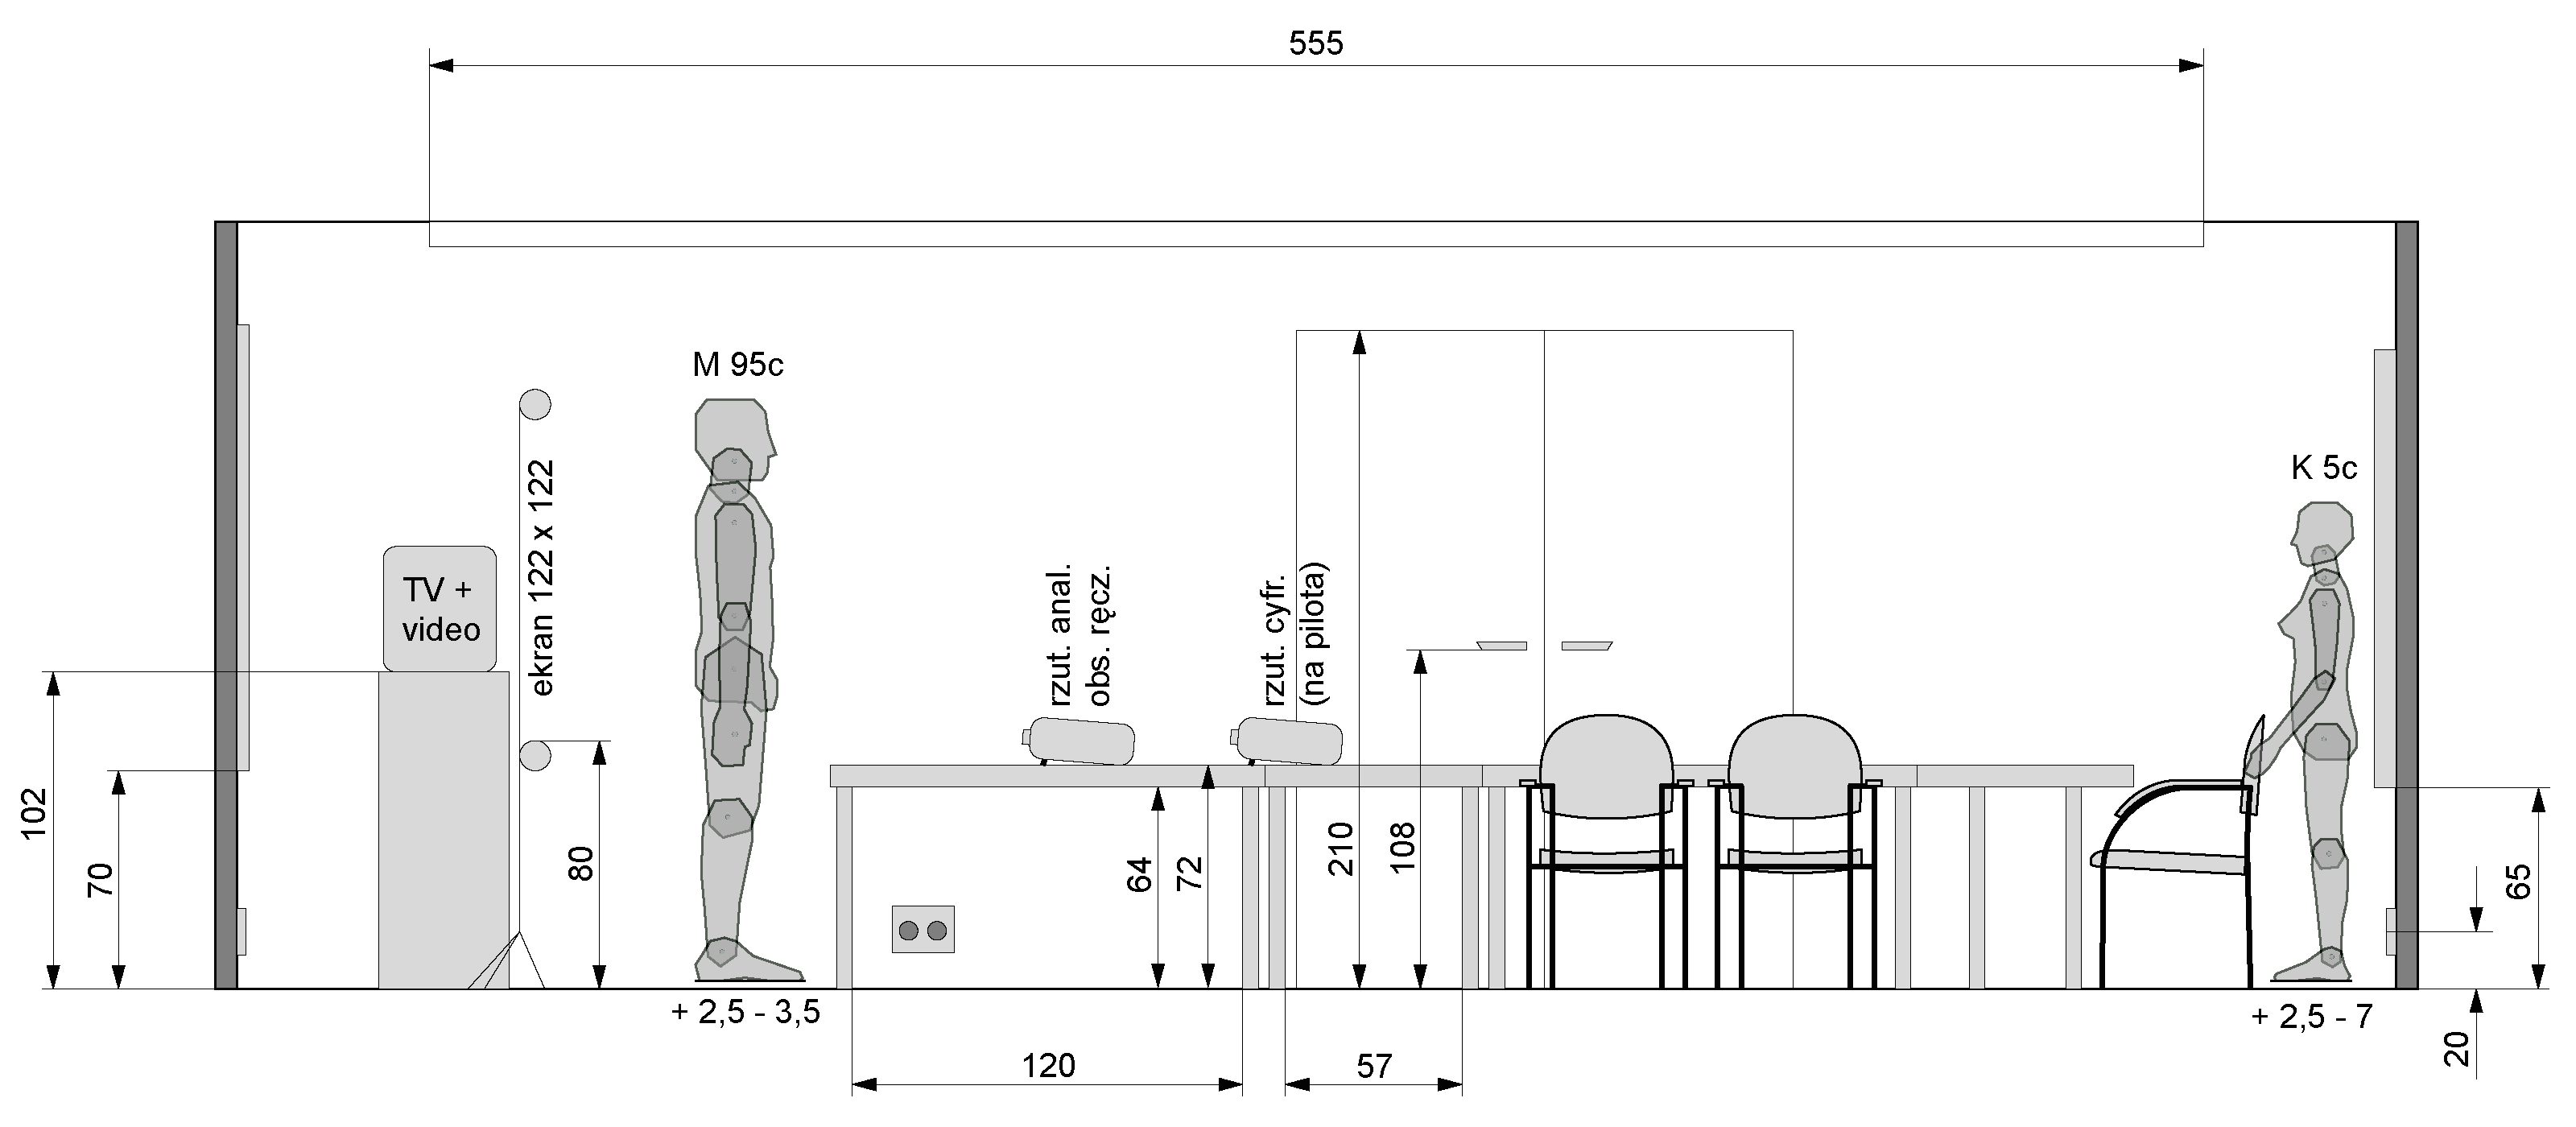 555
M 95c
K 5c
TV +
video
ekran 122 x 122
rzut. anal.
obs. ręcz.
rzut. cyfr.
(na pilota)
102
70
80
64
72
210
108
65
20
+ 2,5 - 3,5
+ 2,5 - 7
120
57